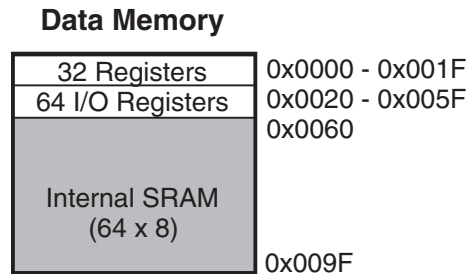 Data Memory
32 Registers 0x0000 - 0x001F
64 I/O Registers 0x0020 - 0x005F
0x0060
Internal SRAM
(64 x 8)
0x009F